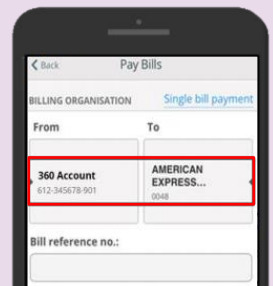 Back Pay Bills
BILLING ORGANISATION Single bill payment
From To
360 Account AMERICAN
EXPRESS...
612-345678-901 0048
Bill reference no.: